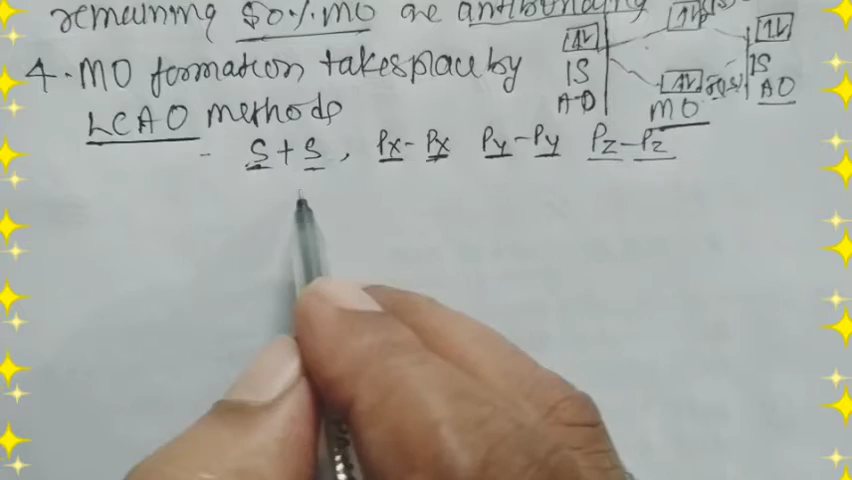 remaining 50% MO are antibonding
4. MO formation takes place by
LCAO methods
- S + S, Px - Px Py - Py Pz - Pz
1S
AO
MO
1S
AO